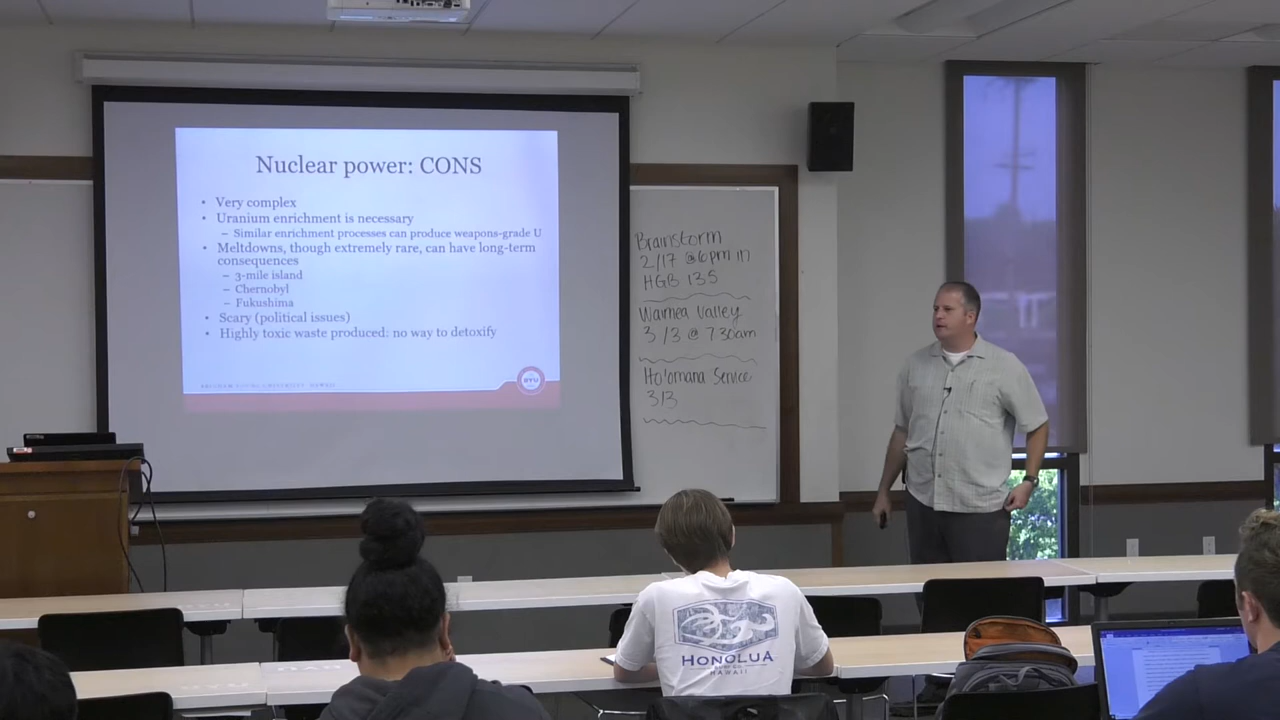 Nuclear power: CONS
• Very complex
• Uranium enrichment is necessary
– Similar enrichment processes can produce weapons-grade U
• Meltdowns, though extremely rare, can have long-term
consequences
– 3-mile island
– Chernobyl
– Fukushima
• Scary (political issues)
• Highly toxic waste produced: no way to detoxify
BYU
Brainstorm
2/17 @ 6pm in
HGB 135
Waimea Valley
3/3 @ 7:30am
Ho'omana Service
3/3
HONOLUA
HAWAII